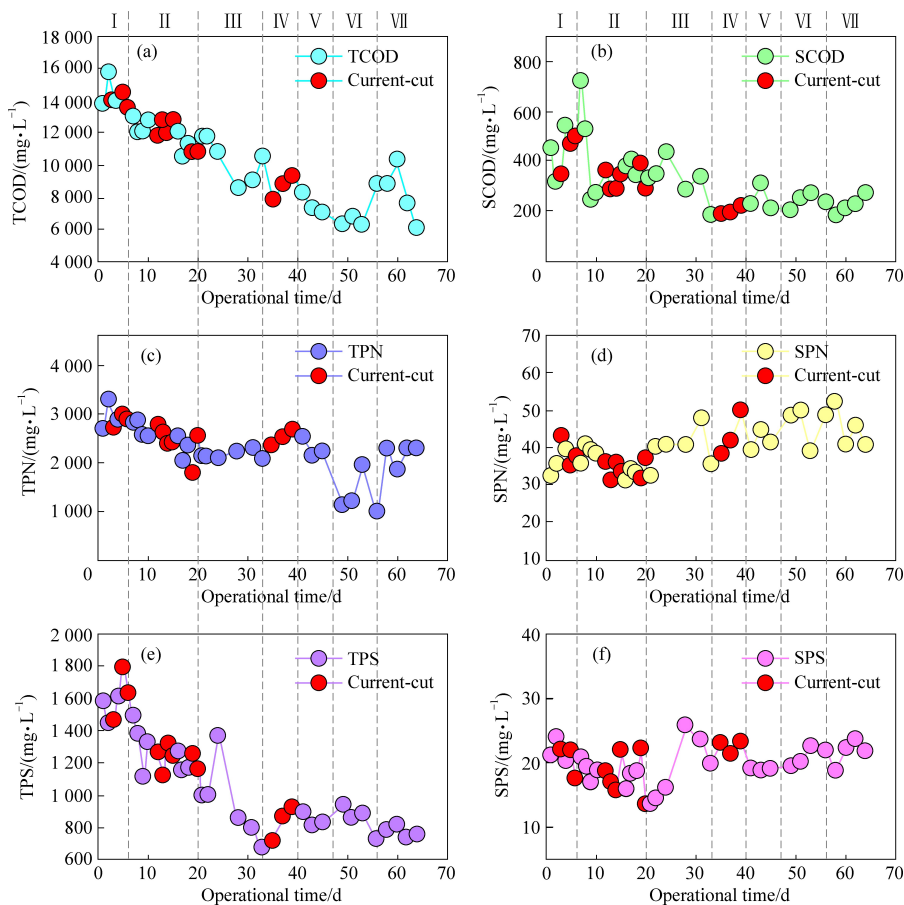 Ⅰ Ⅱ Ⅲ Ⅳ Ⅴ Ⅵ Ⅶ
Ⅰ Ⅱ Ⅲ Ⅳ Ⅴ Ⅵ Ⅶ
18 000
16 000
14 000
12 000
10 000
8 000
6 000
4 000
TCOD/(mg•L⁻¹)
(a)
TCOD
Current-cut
0 10 20 30 40 50 60 70
Operational time/d
800
600
400
200
SCOD/(mg•L⁻¹)
(b)
SCOD
Current-cut
0 10 20 30 40 50 60 70
Operational time/d
4 000
3 000
2 000
1 000
TPN/(mg•L⁻¹)
(c)
TPN
Current-cut
0 10 20 30 40 50 60 70
Operational time/d
70
60
50
40
30
20
10
SPN/(mg•L⁻¹)
(d)
SPN
Current-cut
0 10 20 30 40 50 60 70
Operational time/d
2 000
1 800
1 600
1 400
1 200
1 000
800
600
TPS/(mg•L⁻¹)
(e)
TPS
Current-cut
0 10 20 30 40 50 60 70
Operational time/d
40
30
20
10
SPS/(mg•L⁻¹)
(f)
SPS
Current-cut
0 10 20 30 40 50 60 70
Operational time/d